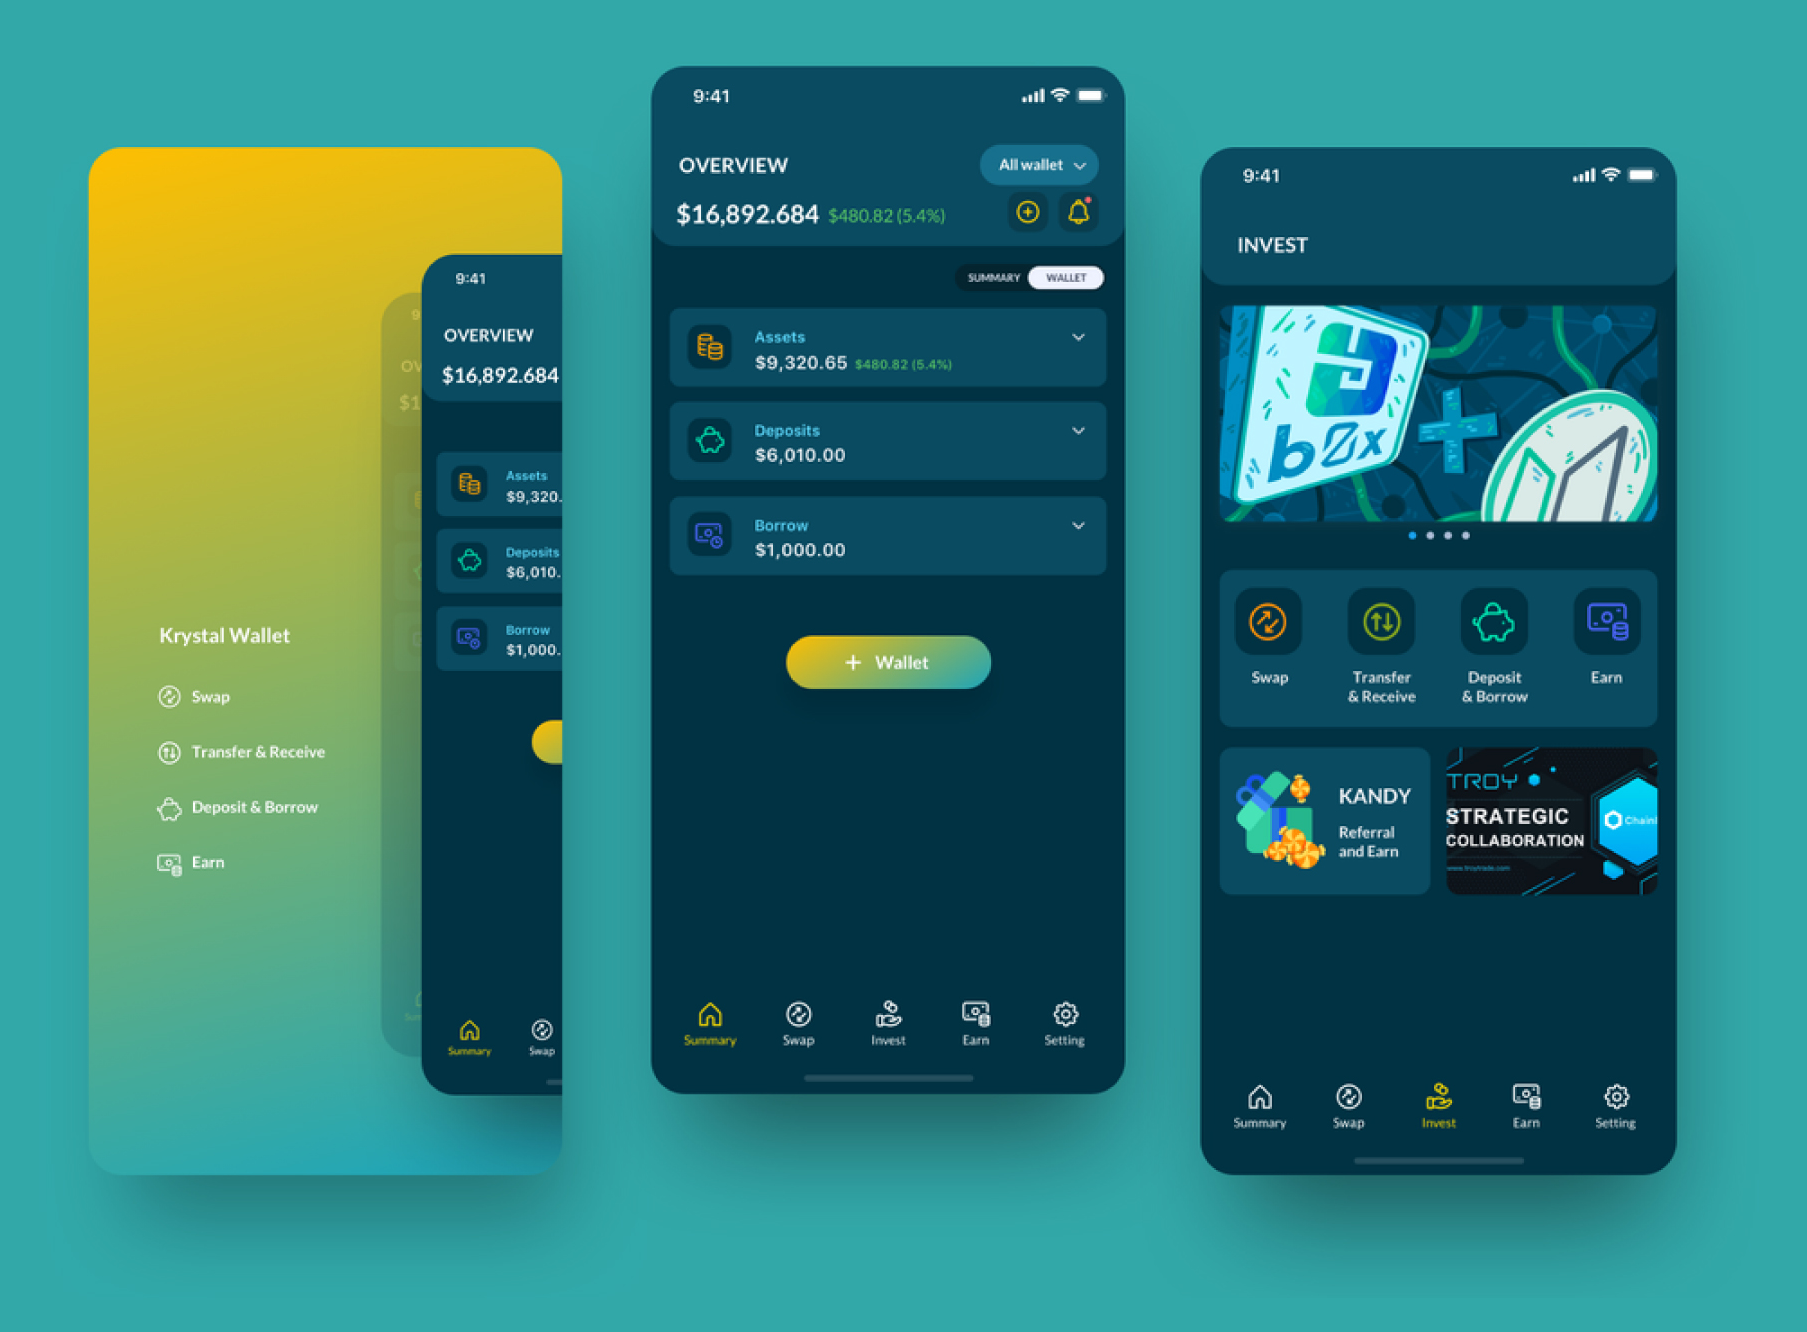 Krystal Wallet
Swap
Transfer & Receive
Deposit & Borrow
Earn
9:41
OVERVIEW
$16,892.684
Assets
$9,320.
Deposits
$6,010.
Borrow
$1,000.
Summary
Swap
9:41
OVERVIEW
All wallet
$16,892.684 $480.82 (5.4%)
SUMMARY WALLET
Assets
$9,320.65 $480.82 (5.4%)
Deposits
$6,010.00
Borrow
$1,000.00
+ Wallet
Summary Swap Invest Earn Setting
9:41
INVEST
b0x
Swap
Transfer
& Receive
Deposit
& Borrow
Earn
KANDY
Referral
and Earn
TROY
STRATEGIC
COLLABORATION
www.troytrade.com
Chainl
Summary Swap Invest Earn Setting